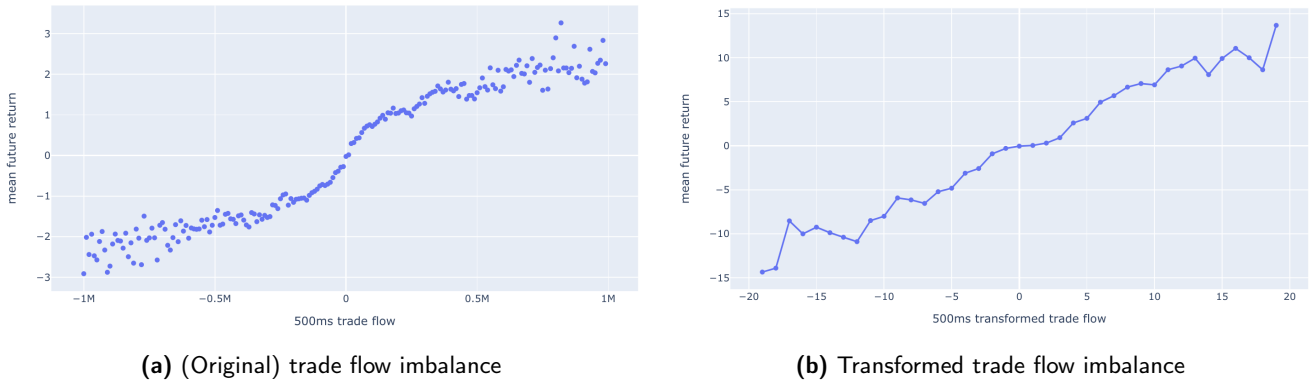 3
2
1
0
−1
−2
−3
mean future return
−1M
−0.5M
0
0.5M
1M
500ms trade flow
15
10
5
0
−5
−10
−15
mean future return
−20
−15
−10
−5
0
5
10
15
20
500ms transformed trade flow
(a) (Original) trade flow imbalance
(b) Transformed trade flow imbalance